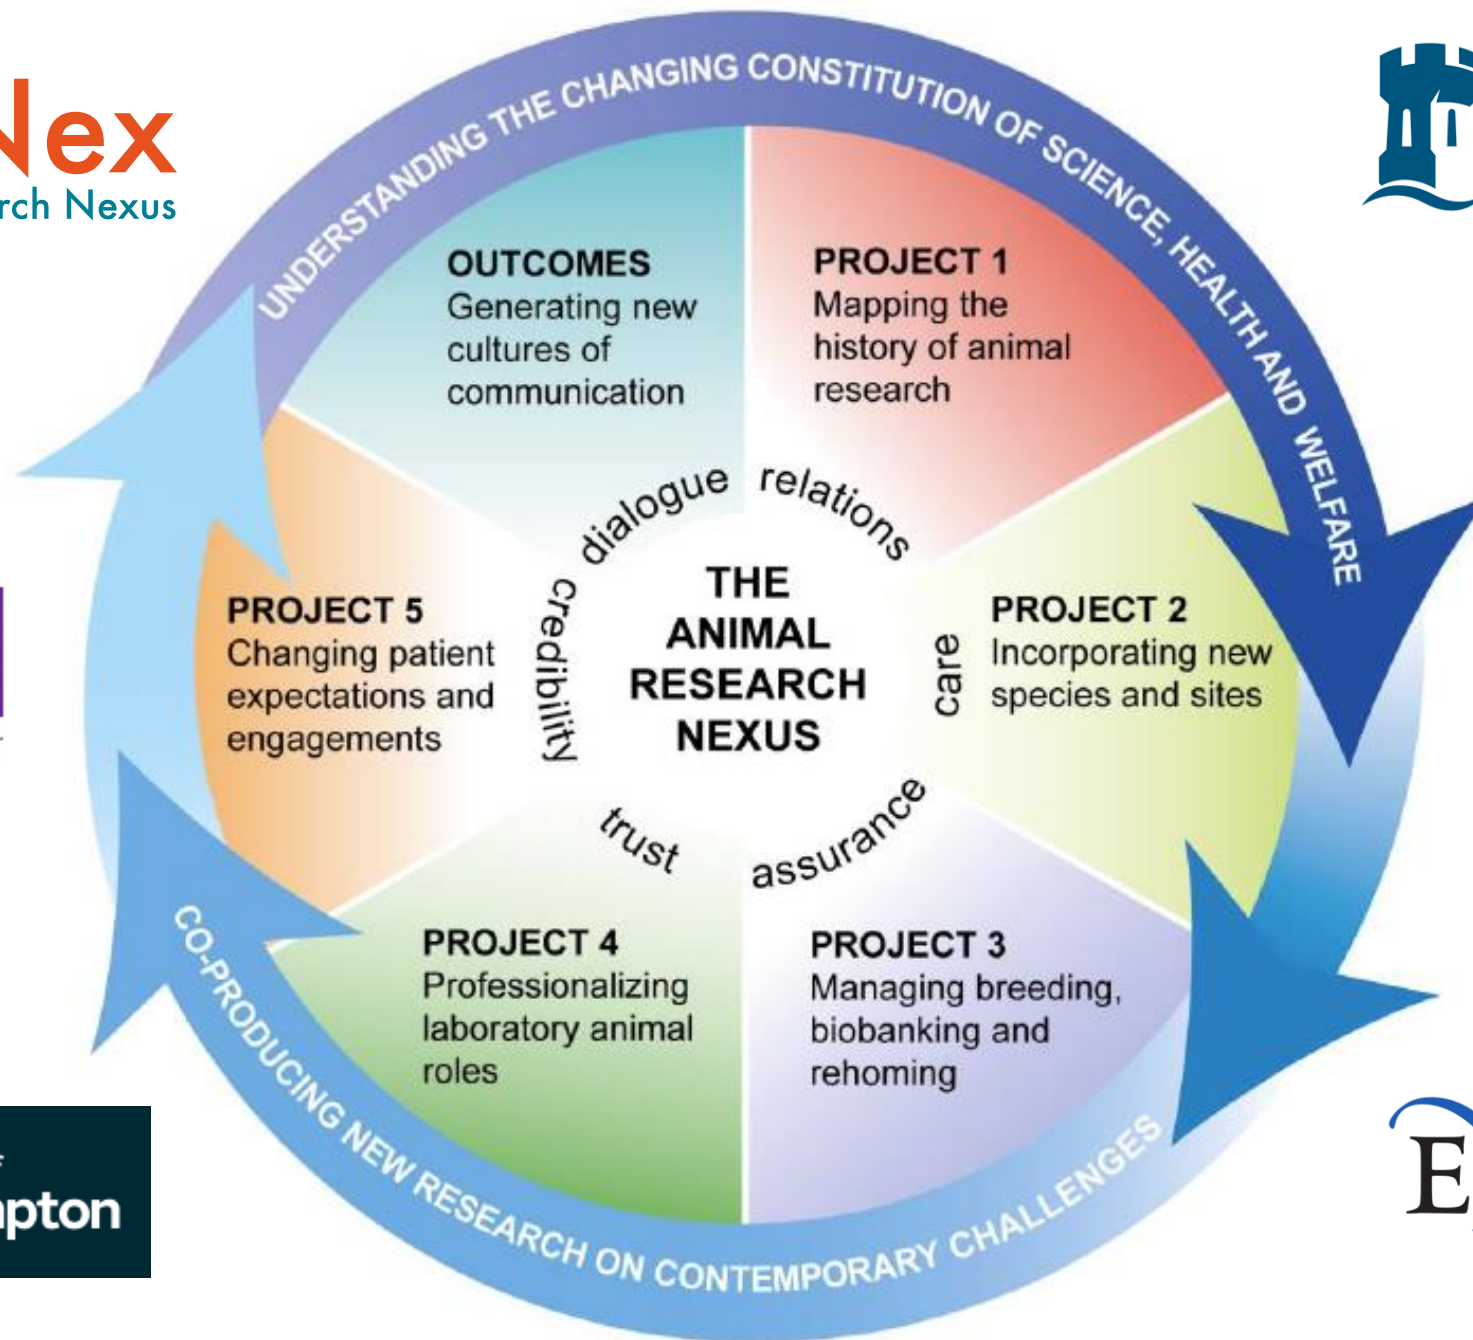 Nex
rch Nexus
UNDERSTANDING THE CHANGING CONSTITUTION OF SCIENCE, HEALTH AND WELFARE
OUTCOMES
Generating new
cultures of
communication
PROJECT 1
Mapping the
history of animal
research
PROJECT 2
Incorporating new
species and sites
PROJECT 3
Managing breeding,
biobanking and
rehoming
PROJECT 4
Professionalizing
laboratory animal
roles
PROJECT 5
Changing patient
expectations and
engagements
dialogue
relations
care
assurance
trust
credibility
THE
ANIMAL
RESEARCH
NEXUS
CO-PRODUCING NEW RESEARCH ON CONTEMPORARY CHALLENGES
pton
E